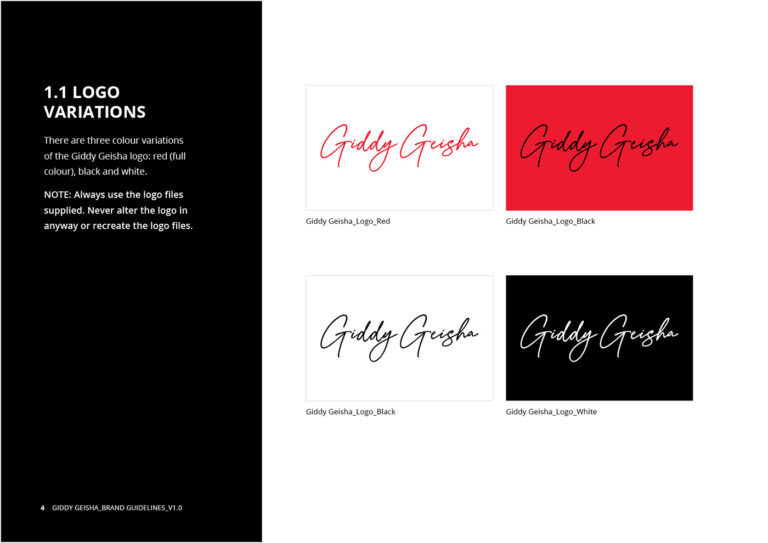 1.1 LOGO
VARIATIONS
There are three colour variations
of the Giddy Geisha logo: red (full
colour), black and white.
NOTE: Always use the logo files
supplied. Never alter the logo in
anyway or recreate the logo files.
Giddy Geisha
Giddy Geisha_Logo_Red
Giddy Geisha
Giddy Geisha_Logo_Black
Giddy Geisha
Giddy Geisha_Logo_Black
Giddy Geisha
Giddy Geisha_Logo_White
4 GIDDY GEISHA_BRAND GUIDELINES_V1.0